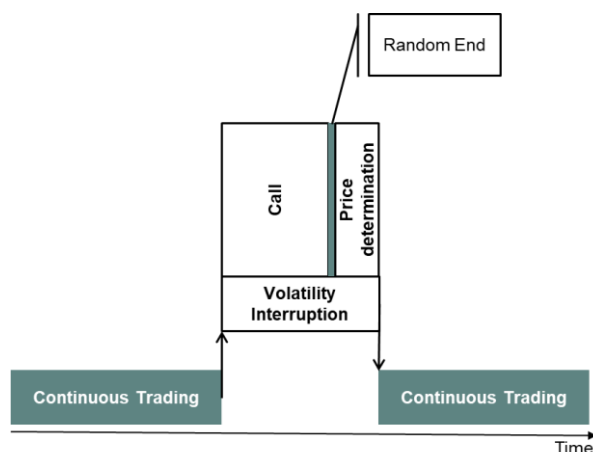 Random End
Call
Price
determination
Volatility
Interruption
Continuous Trading
Continuous Trading
Time